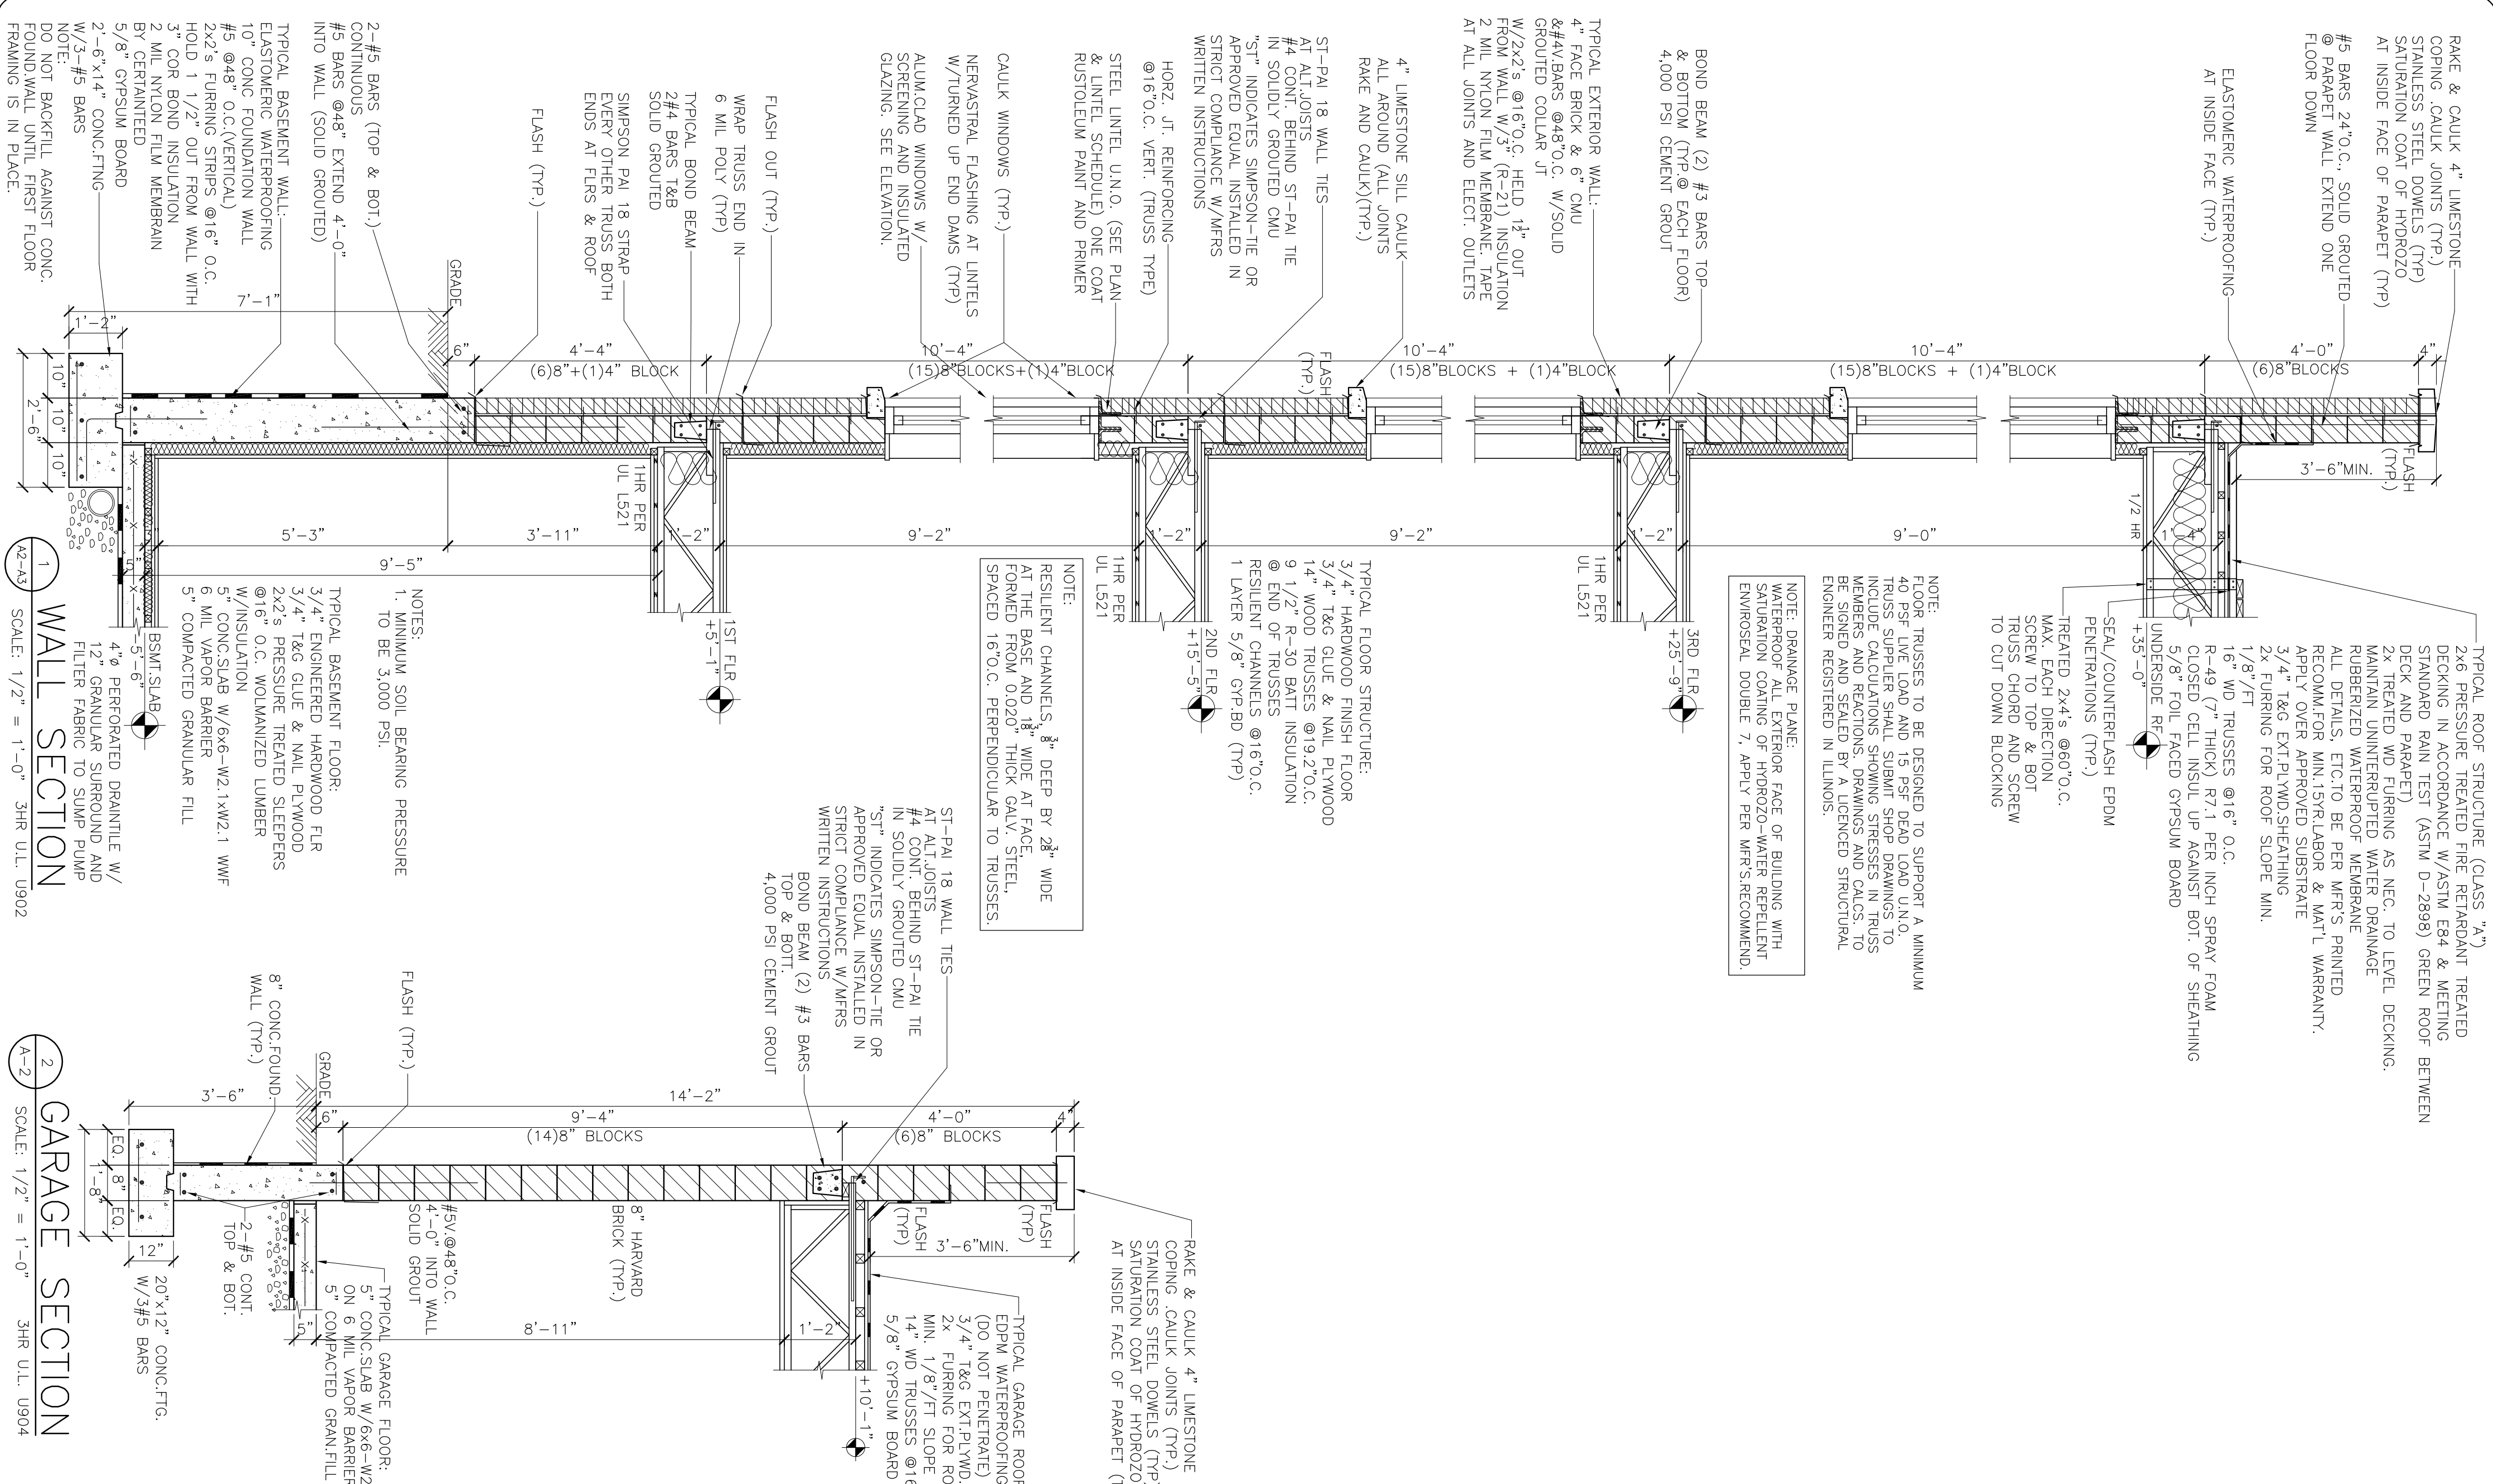 RAKE & CAULK 4" LIMESTONE
COPING .CAULK JOINTS (TYP.)
STAINLESS STEEL DOWELS (TYP)
SATURATION COAT OF HYDROZO
AT INSIDE FACE OF PARAPET (TYP)
#5 BARS 24"O.C., SOLID GROUTED
@ PARAPET WALL EXTEND ONE
FLOOR DOWN
ELASTOMERIC WATERPROOFING
AT INSIDE FACE (TYP.)
BOND BEAM (2) #3 BARS TOP
& BOTTOM (TYP.@ EACH FLOOR)
4,000 PSI CEMENT GROUT
TYPICAL EXTERIOR WALL:
4" FACE BRICK & 6" CMU
&#4V.BARS @48"O.C. W/SOLID
GROUTED COLLAR JT
W/2x2's @16"O.C. HELD 1½" OUT
FROM WALL W/3" (R-21) INSULATION
2 MIL NYLON FILM MEMBRANE. TAPE
AT ALL JOINTS AND ELECT. OUTLETS
4" LIMESTONE SILL CAULK
ALL AROUND (ALL JOINTS
RAKE AND CAULK)(TYP.)
ST-PAI 18 WALL TIES
AT ALT.JOISTS
#4 CONT. BEHIND ST-PAI TIE
IN SOLIDLY GROUTED CMU
"ST" INDICATES SIMPSON-TIE OR
APPROVED EQUAL INSTALLED IN
STRICT COMPLIANCE W/MFRS
WRITTEN INSTRUCTIONS
HORZ. JT. REINFORCING
@16"O.C. VERT. (TRUSS TYPE)
STEEL LINTEL U.N.O. (SEE PLAN
& LINTEL SCHEDULE) ONE COAT
RUSTOLEUM PAINT AND PRIMER
CAULK WINDOWS (TYP.)
NERVASTRAL FLASHING AT LINTELS
W/TURNED UP END DAMS (TYP)
ALUM.CLAD WINDOWS W/
SCREENING AND INSULATED
GLAZING. SEE ELEVATION.
FLASH OUT (TYP.)
WRAP TRUSS END IN
6 MIL POLY (TYP)
TYPICAL BOND BEAM
2#4 BARS T&B
SOLID GROUTED
SIMPSON PAI 18 STRAP
EVERY OTHER TRUSS BOTH
ENDS AT FLRS & ROOF
FLASH (TYP.)
2-#5 BARS (TOP & BOT.)
CONTINUOUS
#5 BARS @48" EXTEND 4'-0"
INTO WALL (SOLID GROUTED)
TYPICAL BASEMENT WALL:
ELASTOMERIC WATERPROOFING
10" CONC FOUNDATION WALL
#5 @48" O.C.(VERTICAL)
2x2's FURRING STRIPS @16" O.C.
HOLD 1 1/2" OUT FROM WALL WITH
3" COR BOND INSULATION
2 MIL NYLON FILM MEMBRAIN
BY CERTAINTEED
5/8" GYPSUM BOARD
2'-6"x14" CONC.FTNG
W/3-#5 BARS
NOTE:
DO NOT BACKFILL AGAINST CONC.
FOUND.WALL UNTIL FIRST FLOOR
FRAMING IS IN PLACE.
4"
4'-0"
(6)8"BLOCKS
10'-4"
(15)8"BLOCKS + (1)4"BLOCK
10'-4"
(15)8"BLOCKS + (1)4"BLOCK
10'-4"
(15)8"BLOCKS+(1)4"BLOCK
4'-4"
(6)8"+(1)4" BLOCK
6"
GRADE
7'-1"
1'-2"
10"
10"
10"
2'-6"
FLASH
(TYP.)
FLASH
(TYP.)
3'-6"MIN.
1/2 HR
1'-4"
9'-0"
1'-2"
9'-2"
1'-2"
9'-2"
1'-2"
3'-11"
5'-3"
9'-5"
5"
1HR PER
UL L521
1HR PER
UL L521
1HR PER
UL L521
UNDERSIDE RF
+35'-0"
3RD FLR
+25'-9"
2ND FLR
+15'-5"
1ST FLR
+5'-1"
BSMT.SLAB
-5'-6"
TYPICAL ROOF STRUCTURE (CLASS "A")
2x6 PRESSURE TREATED FIRE RETARDANT TREATED
DECKING IN ACCORDANCE W/ASTM E84 & MEETING
STANDARD RAIN TEST (ASTM D-2898) GREEN ROOF BETWEEN
DECK AND PARAPET)
2x TREATED WD FURRING AS NEC. TO LEVEL DECKING.
MAINTAIN UNINTERRUPTED WATER DRAINAGE
RUBBERIZED WATERPROOF MEMBRANE
ALL DETAILS, ETC.TO BE PER MFR'S PRINTED
RECOMM.FOR MIN.15YR.LABOR & MAT'L WARRANTY.
APPLY OVER APPROVED SUBSTRATE
3/4" T&G EXT.PLYWD.SHEATHING
2x FURRING FOR ROOF SLOPE MIN.
1/8"/FT
16" WD TRUSSES @16" O.C.
R-49 (7" THICK) R7.1 PER INCH SPRAY FOAM
CLOSED CELL INSUL UP AGAINST BOT. OF SHEATHING
5/8" FOIL FACED GYPSUM BOARD
SEAL/COUNTERFLASH EPDM
PENETRATIONS (TYP.)
TREATED 2x4's @60"O.C.
MAX. EACH DIRECTION
SCREW TO TOP & BOT
TRUSS CHORD AND SCREW
TO CUT DOWN BLOCKING
NOTE:
FLOOR TRUSSES TO BE DESIGNED TO SUPPORT A MINIMUM
40 PSF LIVE LOAD AND 15 PSF DEAD LOAD U.N.O.
TRUSS SUPPLIER SHALL SUBMIT SHOP DRAWINGS TO
INCLUDE CALCULATIONS SHOWING STRESSES IN TRUSS
MEMBERS AND REACTIONS. DRAWINGS AND CALCS. TO
BE SIGNED AND SEALED BY A LICENCED STRUCTURAL
ENGINEER REGISTERED IN ILLINOIS.
NOTE: DRAINAGE PLANE:
WATERPROOF ALL EXTERIOR FACE OF BUILDING WITH
SATURATION COATING OF HYDROZO-WATER REPELLENT
ENVIROSEAL DOUBLE 7, APPLY PER MFR'S.RECOMMEND.
TYPICAL FLOOR STRUCTURE:
3/4" HARDWOOD FINISH FLOOR
3/4" T&G GLUE & NAIL PLYWOOD
14" WOOD TRUSSES @19.2"O.C.
9 1/2" R-30 BATT INSULATION
@ END OF TRUSSES
RESILIENT CHANNELS @16"O.C.
1 LAYER 5/8" GYP.BD (TYP)
NOTE:
RESILIENT CHANNELS, ⅜" DEEP BY 2⅜" WIDE
AT THE BASE AND 1⅜" WIDE AT FACE,
FORMED FROM 0.020" THICK GALV. STEEL,
SPACED 16"O.C. PERPENDICULAR TO TRUSSES.
NOTES:
1. MINIMUM SOIL BEARING PRESSURE
TO BE 3,000 PSI.
TYPICAL BASEMENT FLOOR:
3/4" ENGINEERED HARDWOOD FLR
3/4" T&G GLUE & NAIL PLYWOOD
2x2's PRESSURE TREATED SLEEPERS
@16" O.C. WOLMANIZED LUMBER
W/INSULATION
5" CONC.SLAB W/6x6-W2.1xW2.1 WWF
6 MIL VAPOR BARRIER
5" COMPACTED GRANULAR FILL
4"ø PERFORATED DRAINTILE W/
12" GRANULAR SURROUND AND
FILTER FABRIC TO SUMP PUMP
1
A2-A3
WALL SECTION
SCALE: 1/2" = 1'-0" 3HR U.L. U902
ST-PAI 18 WALL TIES
AT ALT.JOISTS
#4 CONT. BEHIND ST-PAI TIE
IN SOLIDLY GROUTED CMU
"ST" INDICATES SIMPSON-TIE OR
APPROVED EQUAL INSTALLED IN
STRICT COMPLIANCE W/MFRS
WRITTEN INSTRUCTIONS
BOND BEAM (2) #3 BARS
TOP & BOTT.
4,000 PSI CEMENT GROUT
FLASH (TYP.)
8" CONC.FOUND.
WALL (TYP.)
GRADE
3'-6"
14'-2"
6"
9'-4"
(14)8" BLOCKS
4'-0"
(6)8" BLOCKS
4"
EQ.
8"
EQ.
1'-8"
12"
FLASH
(TYP)
FLASH
(TYP)
3'-6"MIN.
8" HARVARD
BRICK (TYP.)
#5V.@48"O.C.
4'-0" INTO WALL
SOLID GROUT
2-#5 CONT.
TOP & BOT.
20"x12" CONC.FTG.
W/3#5 BARS
5"
8'-11"
1'-2"
+10'-1"
RAKE & CAULK 4" LIMESTONE
COPING .CAULK JOINTS (TYP.)
STAINLESS STEEL DOWELS (TYP)
SATURATION COAT OF HYDROZO
AT INSIDE FACE OF PARAPET (T
TYPICAL GARAGE ROOF
EDPM WATERPROOFING
(DO NOT PENETRATE)
3/4" T&G EXT.PLYWD.
2x FURRING FOR RO
MIN. 1/8"/FT SLOPE
14" WD TRUSSES @16
5/8" GYPSUM BOARD
TYPICAL GARAGE FLOOR:
5" CONC.SLAB W/6x6-W2
ON 6 MIL VAPOR BARRIER
5" COMPACTED GRAN.FILL
2
A-2
GARAGE SECTION
SCALE: 1/2" = 1'-0" 3HR U.L. U904